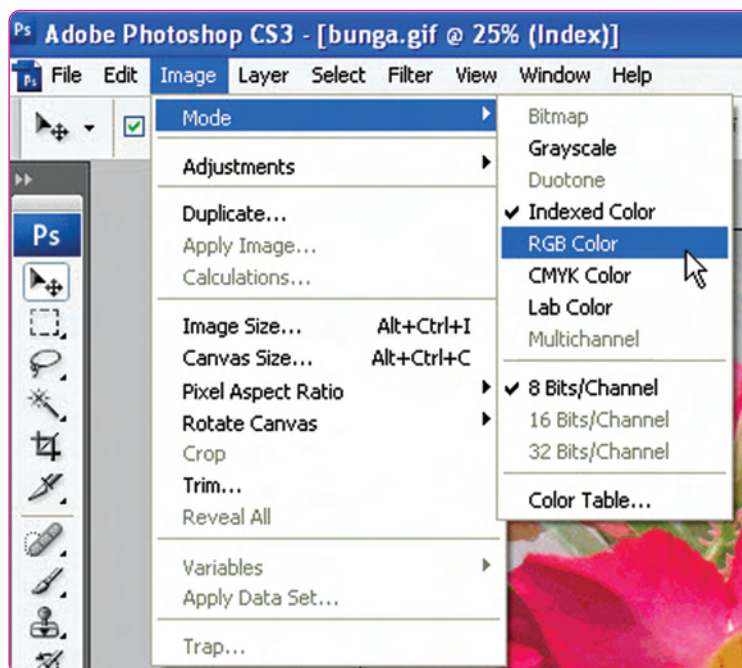 Ps Adobe Photoshop CS3 - [bunga.gif @ 25% (Index)]
Ps File Edit Image Layer Select Filter View Window Help
Mode
Adjustments
Duplicate...
Apply Image...
Calculations...
Image Size... Alt+Ctrl+I
Canvas Size... Alt+Ctrl+C
Pixel Aspect Ratio
Rotate Canvas
Crop
Trim...
Reveal All
Variables
Apply Data Set...
Trap...
Bitmap
Grayscale
Duotone
Indexed Color
RGB Color
CMYK Color
Lab Color
Multichannel
8 Bits/Channel
16 Bits/Channel
32 Bits/Channel
Color Table...
Ps